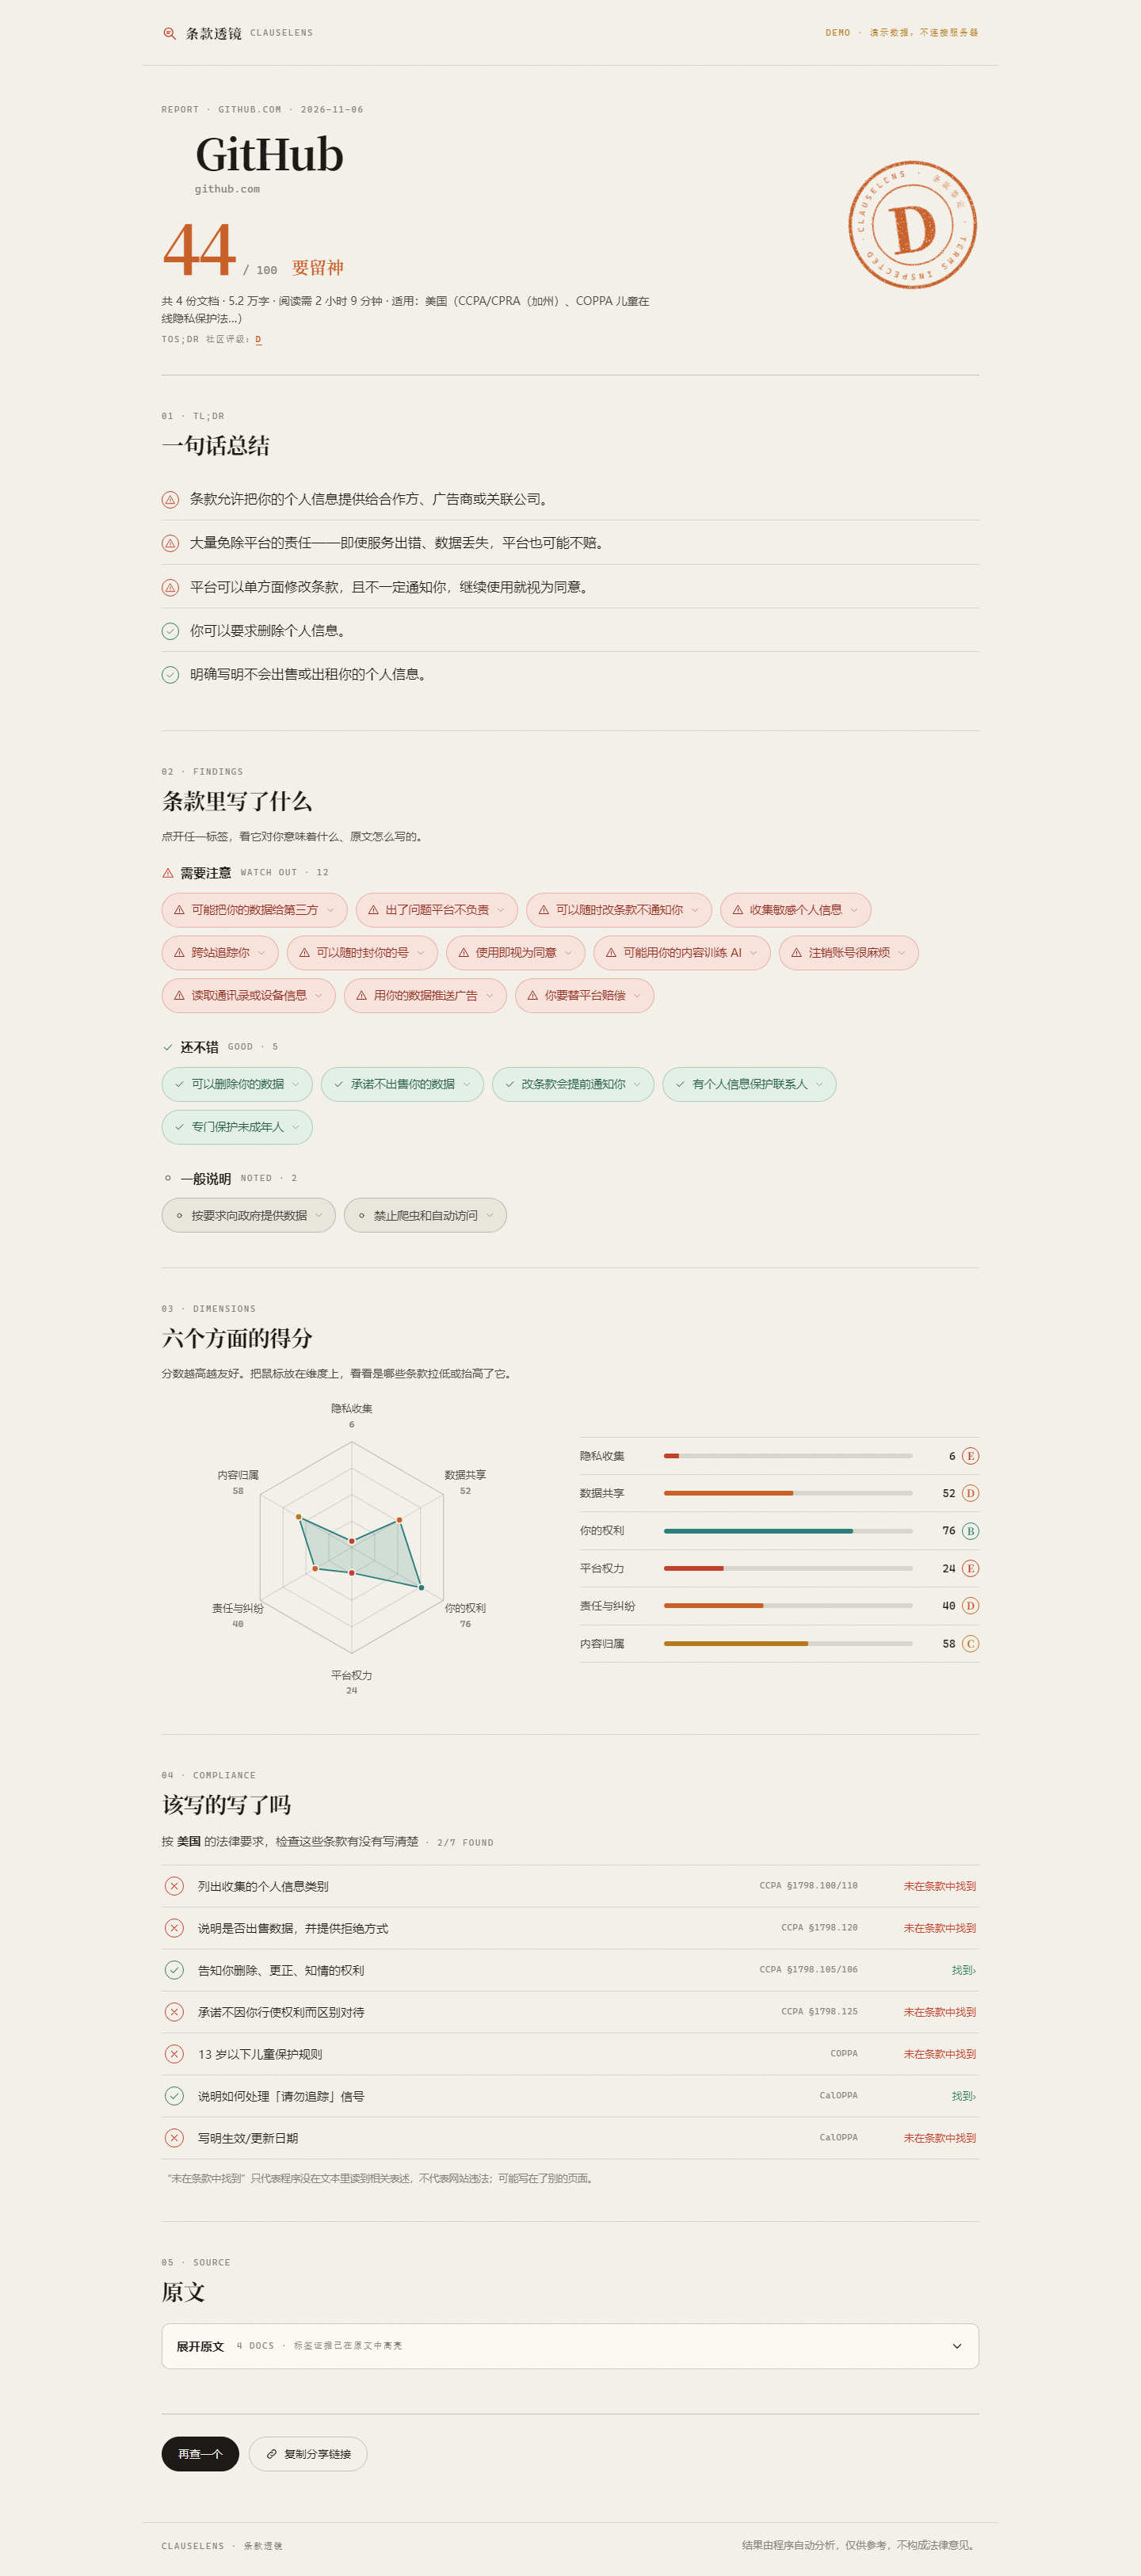 条款透镜 CLAUSELENS
DEMO · 演示数据，不连接服务器
REPORT · GITHUB.COM · 2026-11-06
GitHub
github.com
44 / 100 要留神
CLAUSELENS · 条款鉴定 · TERMS INSPECTED ·
D
共 4 份文档 · 5.2 万字 · 阅读需 2 小时 9 分钟 · 适用：美国（CCPA/CPRA（加州）、COPPA 儿童在
线隐私保护法…）
TOS;DR 社区评级：D
01 · TL;DR
一句话总结
条款允许把你的个人信息提供给合作方、广告商或关联公司。
大量免除平台的责任——即使服务出错、数据丢失，平台也可能不赔。
平台可以单方面修改条款，且不一定通知你，继续使用就视为同意。
你可以要求删除个人信息。
明确写明不会出售或出租你的个人信息。
02 · FINDINGS
条款里写了什么
点开任一标签，看它对你意味着什么、原文怎么写的。
需要注意 WATCH OUT · 12
可能把你的数据给第三方 出了问题平台不负责 可以随时改条款不通知你 收集敏感个人信息
跨站追踪你 可以随时封你的号 使用即视为同意 可能用你的内容训练 AI 注销账号很麻烦
读取通讯录或设备信息 用你的数据推送广告 你要替平台赔偿
还不错 GOOD · 5
可以删除你的数据 承诺不出售你的数据 改条款会提前通知你 有个人信息保护联系人
专门保护未成年人
一般说明 NOTED · 2
按要求向政府提供数据 禁止爬虫和自动访问
03 · DIMENSIONS
六个方面的得分
分数越高越友好。把鼠标放在维度上，看看是哪些条款拉低或抬高了它。
隐私收集
6
内容归属
58
数据共享
52
责任与纠纷
40
你的权利
76
平台权力
24
隐私收集 6 E
数据共享 52 D
你的权利 76 B
平台权力 24 E
责任与纠纷 40 D
内容归属 58 C
04 · COMPLIANCE
该写的写了吗
按 美国 的法律要求，检查这些条款有没有写清楚 · 2/7 FOUND
列出收集的个人信息类别 CCPA §1798.100/110 未在条款中找到
说明是否出售数据，并提供拒绝方式 CCPA §1798.120 未在条款中找到
告知你删除、更正、知情的权利 CCPA §1798.105/106 找到›
承诺不因你行使权利而区别对待 CCPA §1798.125 未在条款中找到
13 岁以下儿童保护规则 COPPA 未在条款中找到
说明如何处理「请勿追踪」信号 CalOPPA 找到›
写明生效/更新日期 CalOPPA 未在条款中找到
“未在条款中找到”只代表程序没在文本里读到相关表述，不代表网站违法；可能写在了别的页面。
05 · SOURCE
原文
展开原文 4 DOCS · 标签证据已在原文中高亮
再查一个 复制分享链接
CLAUSELENS · 条款透镜
结果由程序自动分析，仅供参考，不构成法律意见。